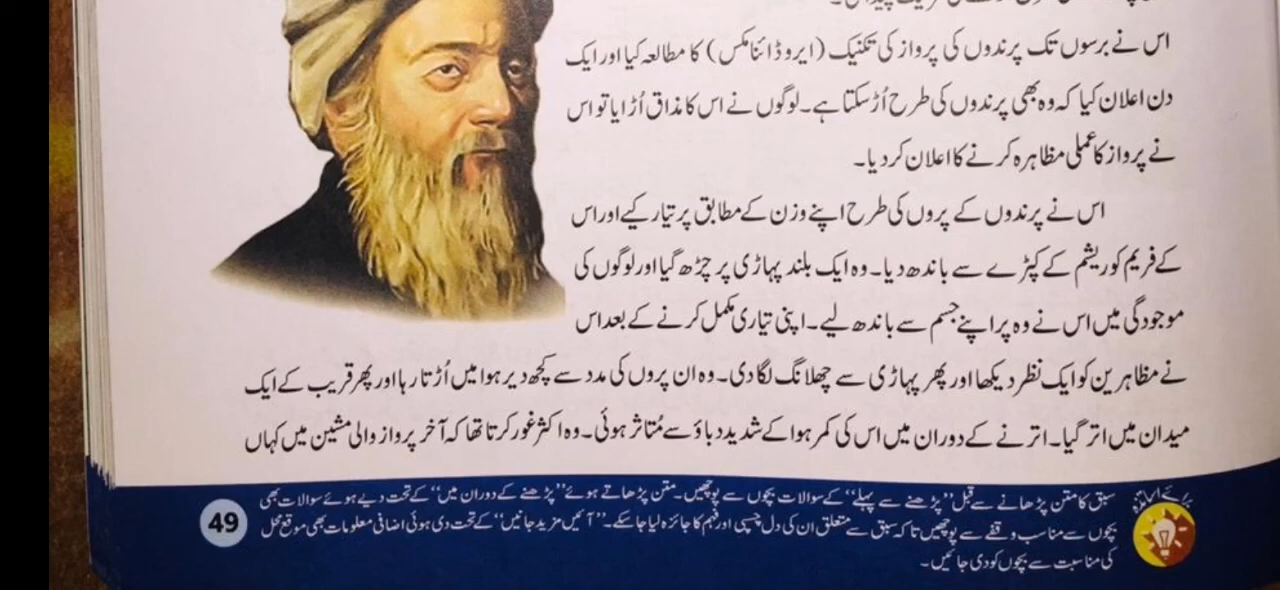 اس نے برسوں تک پرندوں کی پرواز کی تکنیک (ایروڈائنامکس) کا مطالعہ کیا اور ایک
دن اعلان کیا کہ وہ بھی پرندوں کی طرح اُڑ سکتا ہے۔ لوگوں نے اس کا مذاق اُڑایا تو اس
نے پرواز کا عملی مظاہرہ کرنے کا اعلان کر دیا۔
اس نے پرندوں کے پروں کی طرح اپنے وزن کے مطابق پر تیار کیے اور اس
کے فریم کو ریشم کے کپڑے سے باندھ دیا۔ وہ ایک بلند پہاڑی پر چڑھ گیا اور لوگوں کی
موجودگی میں اس نے وہ پر اپنے جسم سے باندھ لیے۔ اپنی تیاری مکمل کرنے کے بعد اس
نے مظاہرین کو ایک نظر دیکھا اور پھر پہاڑی سے چھلانگ لگا دی۔ وہ ان پروں کی مدد سے کچھ دیر ہوا میں اُڑتا رہا اور پھر قریب کے ایک
میدان میں اتر گیا۔ اترنے کے دوران میں اس کی کمر ہوا کے شدید دباؤ سے مُتاثر ہوئی۔ وہ اکثر غور کرتا تھا کہ آخر پرواز والی مشین میں کہاں
برائے اساتذہ
سبق کا متن پڑھانے سے قبل ”پڑھنے سے پہلے“ کے سوالات بچوں سے پوچھیں۔ متن پڑھاتے ہوئے ”پڑھنے کے دوران میں“ کے تحت دیے ہوئے سوالات بھی
بچوں سے مناسب وقفے سے پوچھیں تاکہ سبق سے متعلق ان کی دل چسپی اور فہم کا جائزہ لیا جا سکے۔ ”آئیں مزید جانیں“ کے تحت دی ہوئی اضافی معلومات بھی موقع محل
کی مناسبت سے بچوں کو دی جائیں۔
49